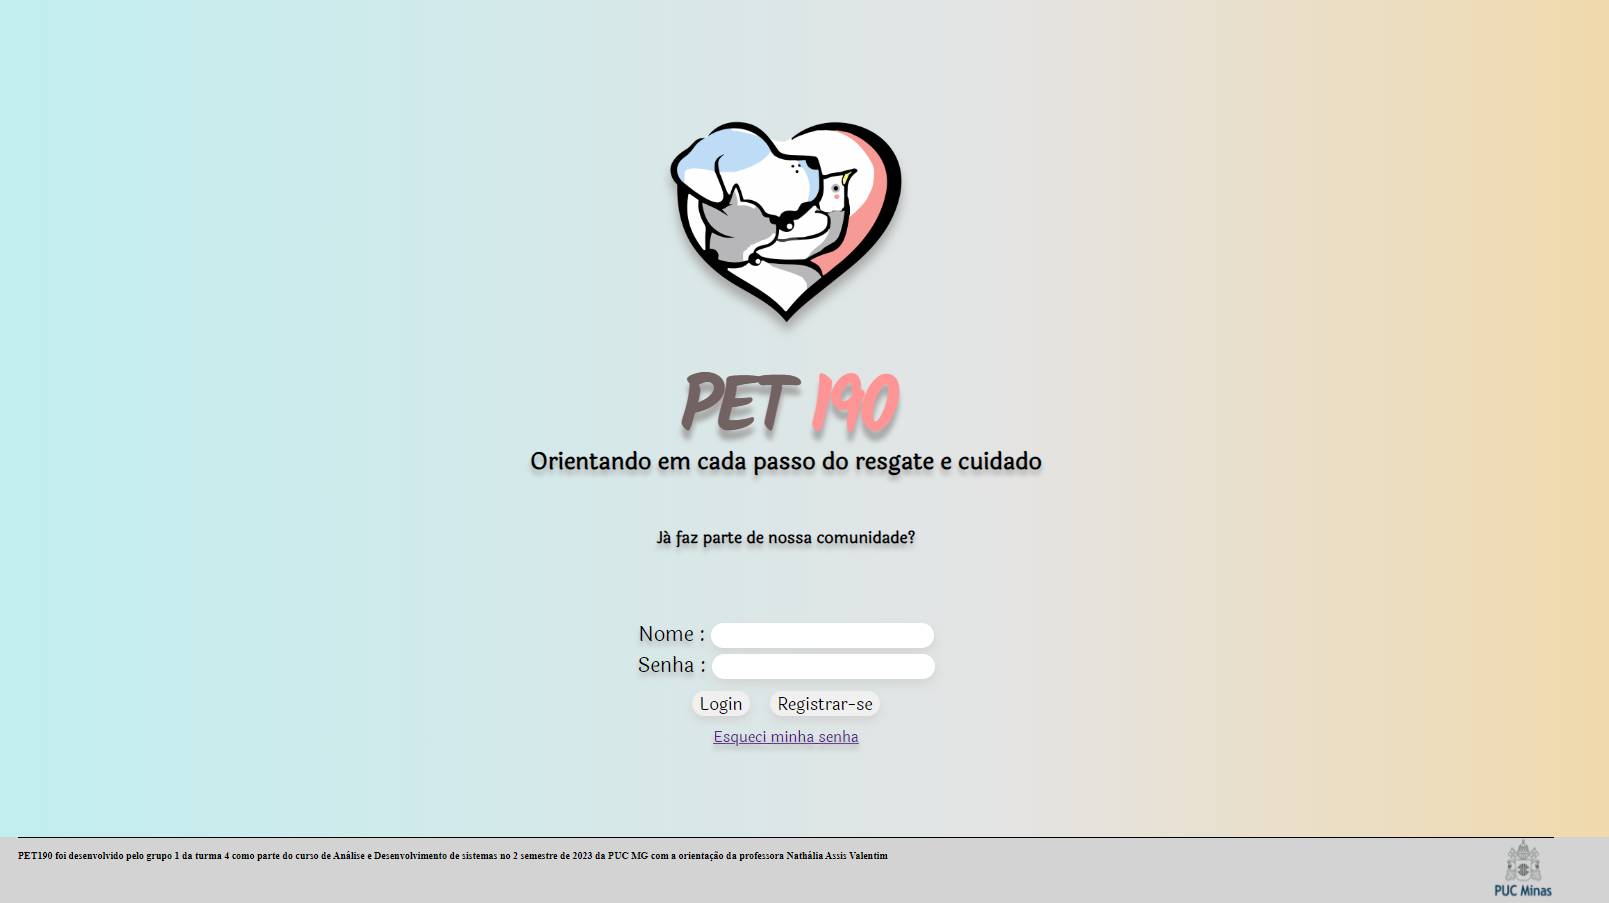 PET 190
Orientando em cada passo do resgate e cuidado
Jà faz parte de nossa comunidade?
Nome :
Senha :
Login Registrar-se
Esqueci minha senha
PET190 foi desenvolvido pelo grupo 1 da turma 4 como parte do curso de Análise e Desenvolvimento de sistemas no 2 semestre de 2023 da PUC MG com a orientação da professora Nathália Assis Valentim
PUC Minas